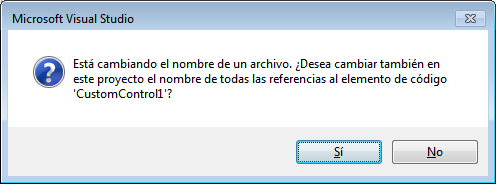 Microsoft Visual Studio
Está cambiando el nombre de un archivo. ¿Desea cambiar también en
este proyecto el nombre de todas las referencias al elemento de código
'CustomControl1'?
Sí
No